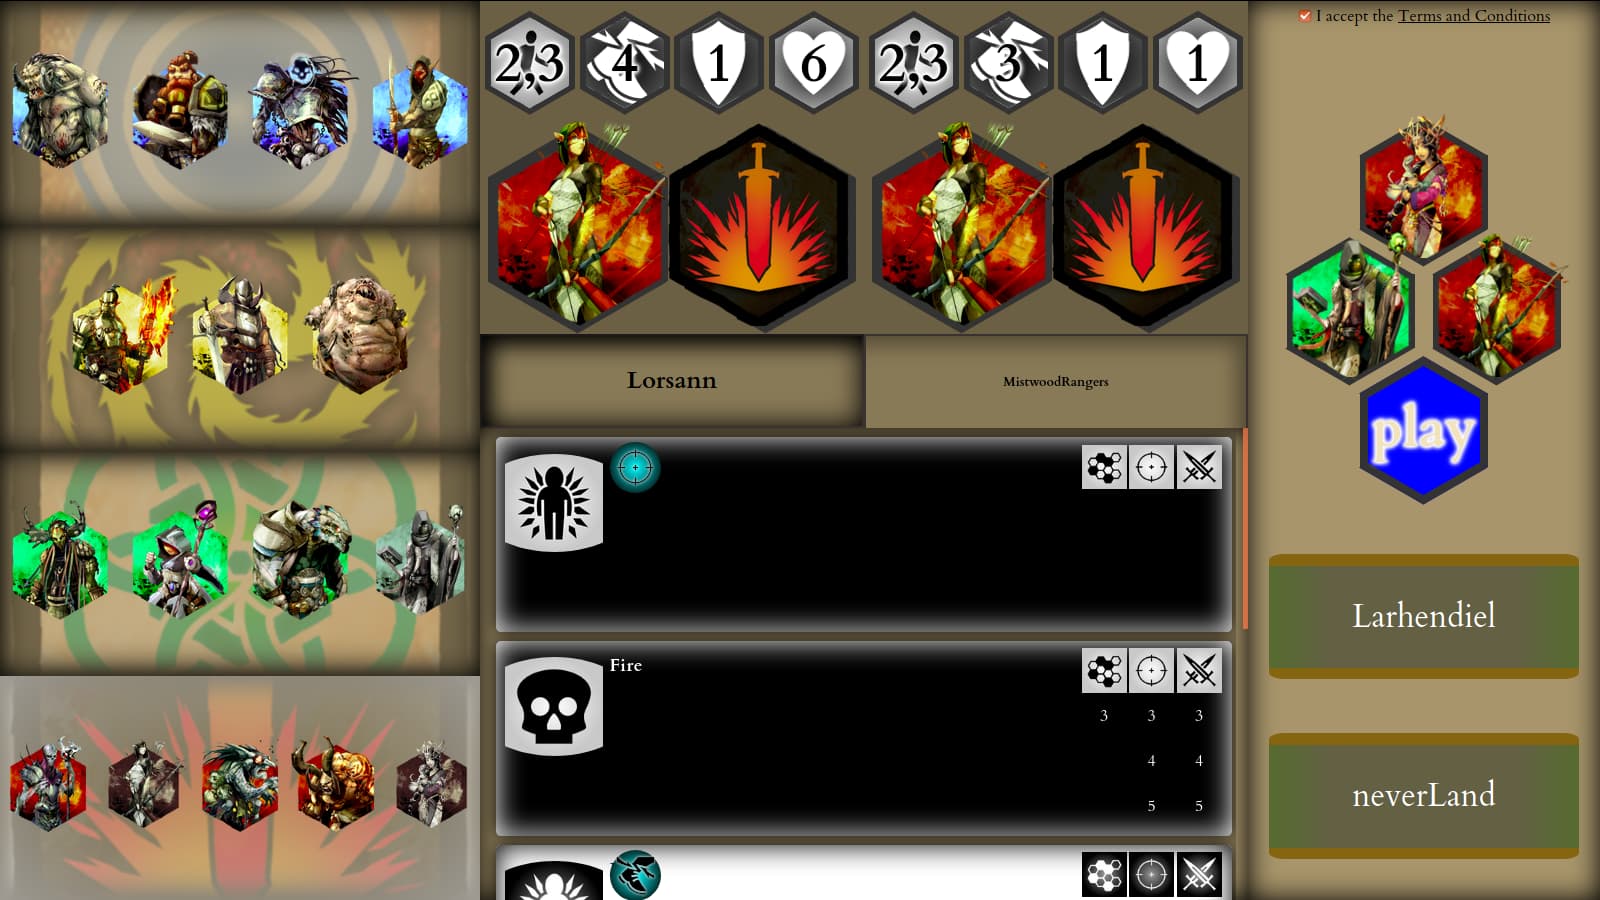 2,3 4 1 6 2,3 3 1 1
I accept the Terms and Conditions
play
Lorsann MistwoodRangers
Fire
3 3 3
4 4
5 5
Larhendiel
neverLand